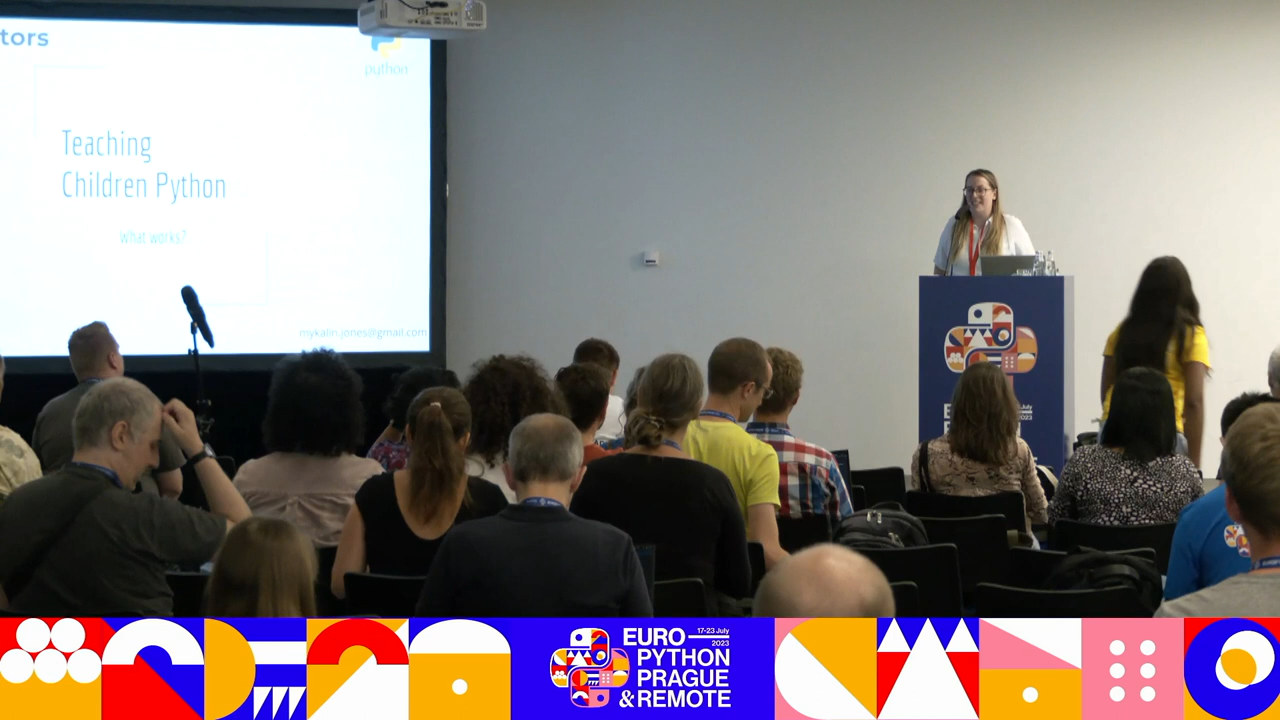 tors
python
Teaching
Children Python
What works?
mykalin.jones@gmail.com
17-23 July
2023
EURO
PYTHON
PRAGUE
& REMOTE